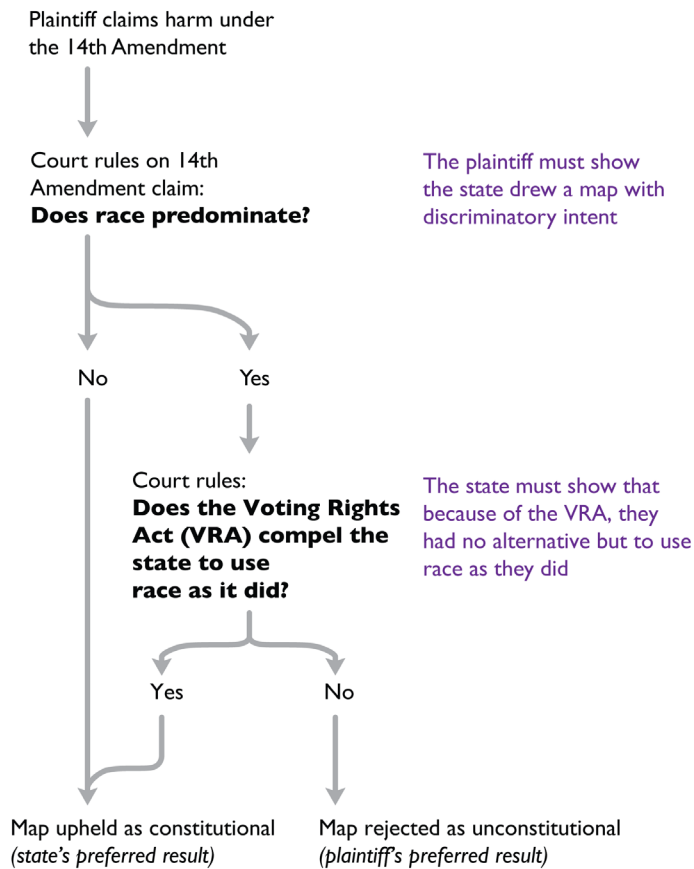 Plaintiff claims harm under
the 14th Amendment
Court rules on 14th
Amendment claim:
Does race predominate?
The plaintiff must show
the state drew a map with
discriminatory intent
No
Yes
Court rules:
Does the Voting Rights
Act (VRA) compel the
state to use
race as it did?
The state must show that
because of the VRA, they
had no alternative but to use
race as they did
Yes
No
Map upheld as constitutional
(state's preferred result)
Map rejected as unconstitutional
(plaintiff's preferred result)